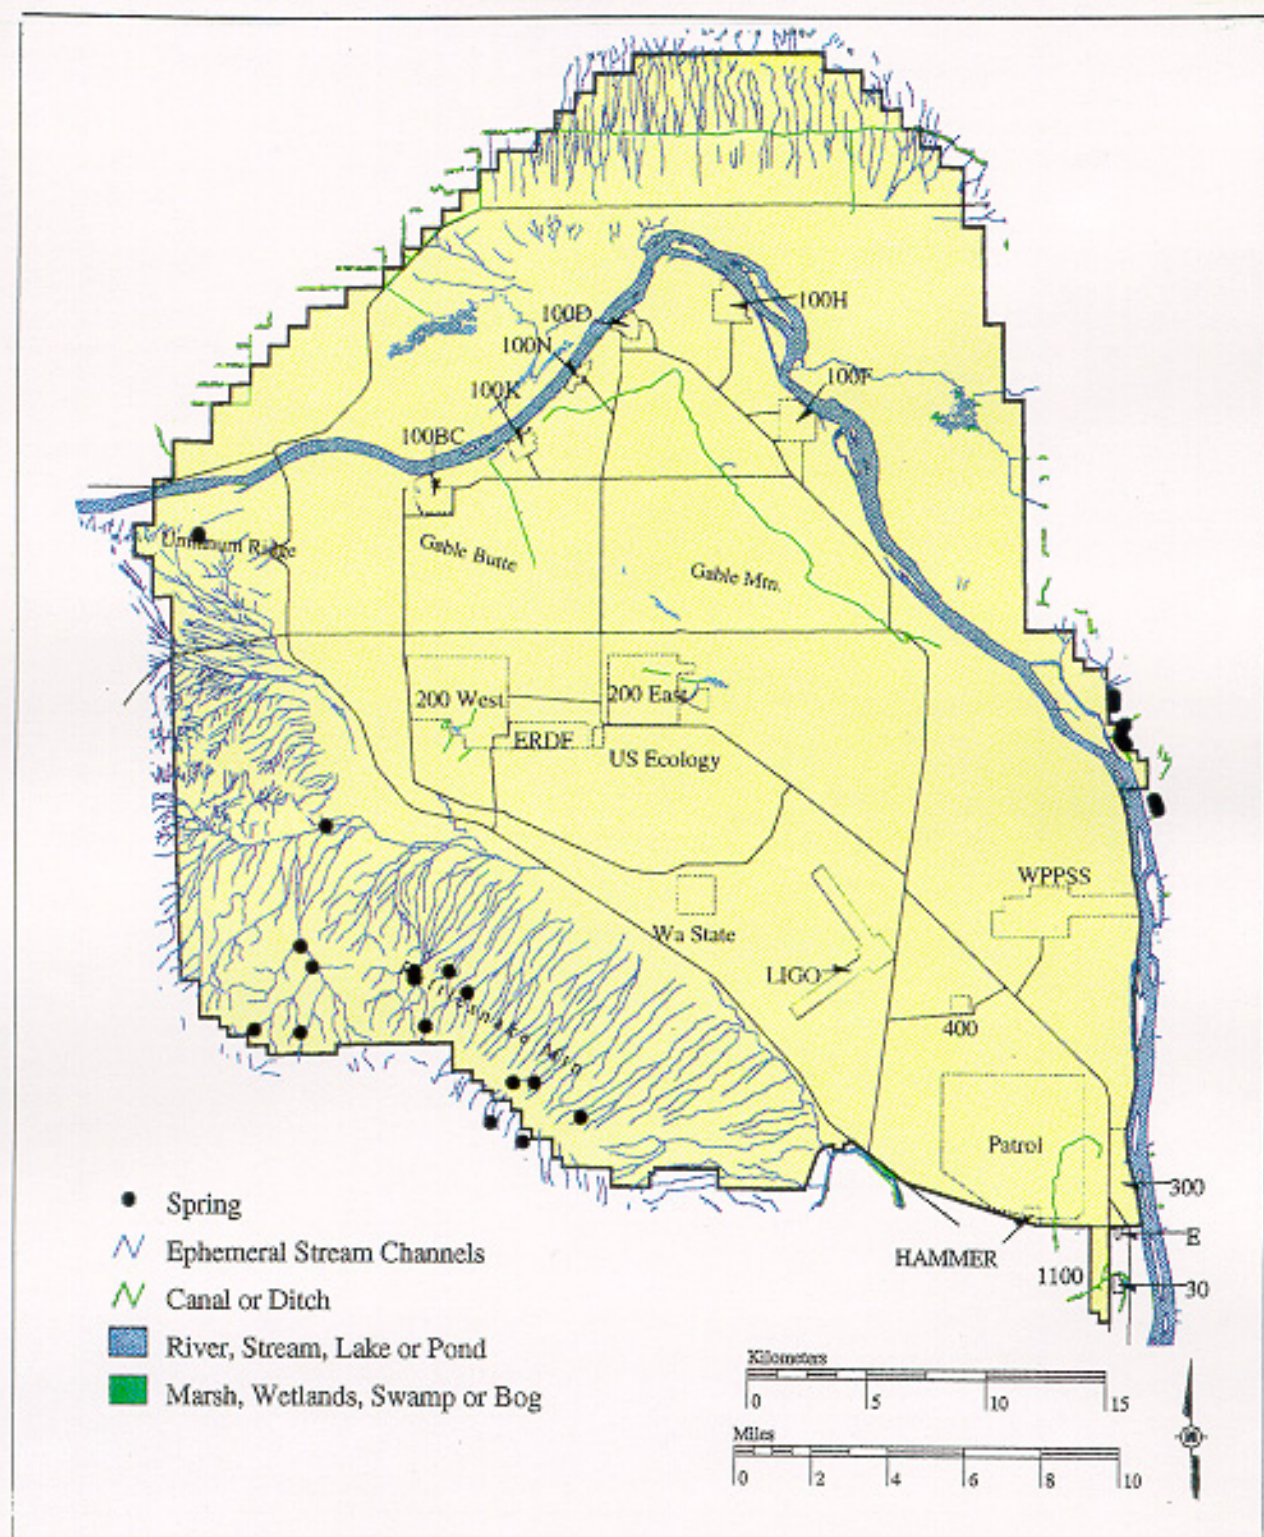 100H
100D
100N
100F
100K
100BC
Umtanum Ridge
Gable Butte
Gable Mtn.
200 West
200 East
ERDF
US Ecology
WPPSS
Wa State
LIGO
400
Patrol
300
E
HAMMER
1100
30
Spring
Ephemeral Stream Channels
Canal or Ditch
River, Stream, Lake or Pond
Marsh, Wetlands, Swamp or Bog
Kilometers
0 5 10 15
Miles
0 2 4 6 8 10